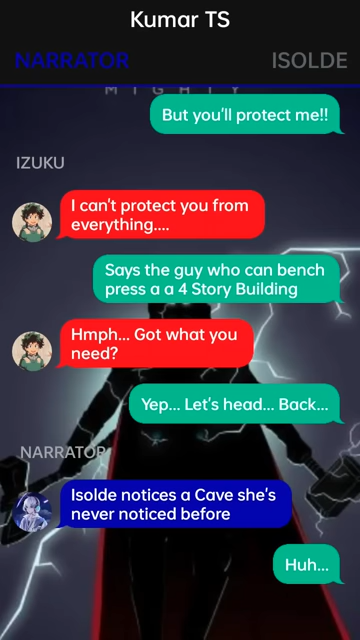 Kumar TS
NARRATOR
ISOLDE
MIGHTY
But you'll protect me!!
IZUKU
I can't protect you from
everything....
Says the guy who can bench
press a a 4 Story Building
Hmph... Got what you
need?
Yep... Let's head... Back...
NARRATOR
Isolde notices a Cave she's
never noticed before
Huh...